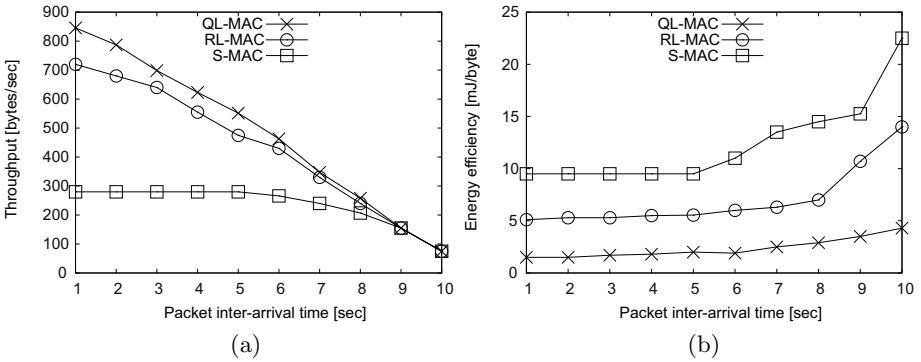 900
800
700
600
500
400
300
200
100
0
Throughput [bytes/sec]
QL-MAC
RL-MAC
S-MAC
1 2 3 4 5 6 7 8 9 10
Packet inter-arrival time [sec]
(a)
25
20
15
10
5
0
Energy efficiency [mJ/byte]
QL-MAC
RL-MAC
S-MAC
1 2 3 4 5 6 7 8 9 10
Packet inter-arrival time [sec]
(b)